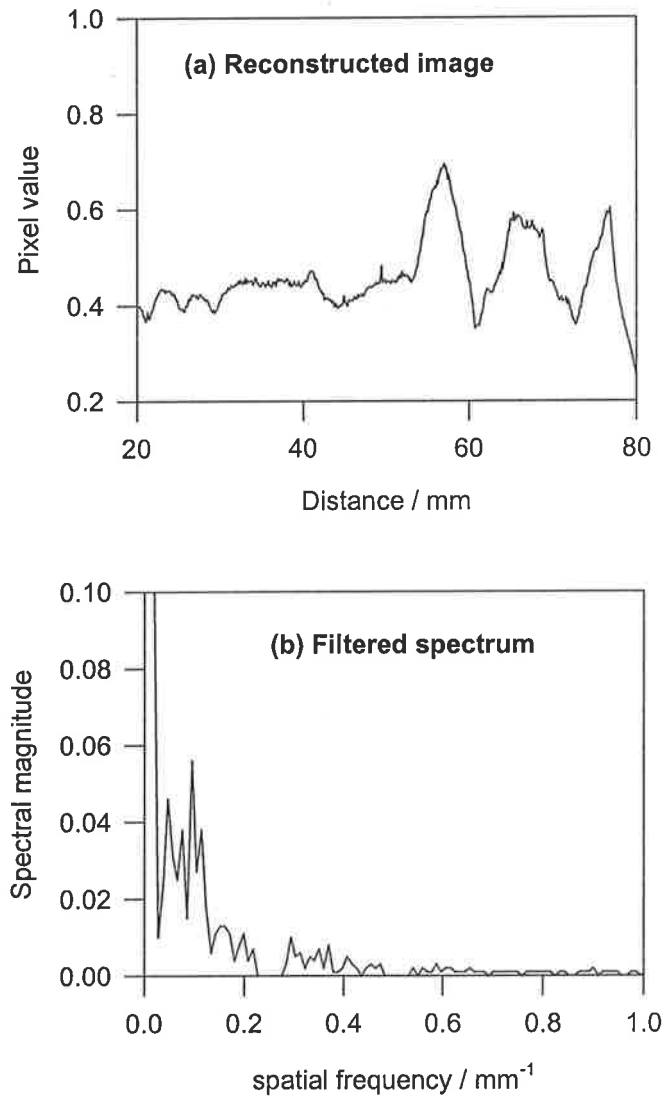 1.0
(a) Reconstructed image
0.8
Pixel value
0.6
0.4
0.2
20 40 60 80
Distance / mm
0.10
(b) Filtered spectrum
0.08
Spectral magnitude
0.06
0.04
0.02
0.00
0.0 0.2 0.4 0.6 0.8 1.0
spatial frequency / mm⁻¹